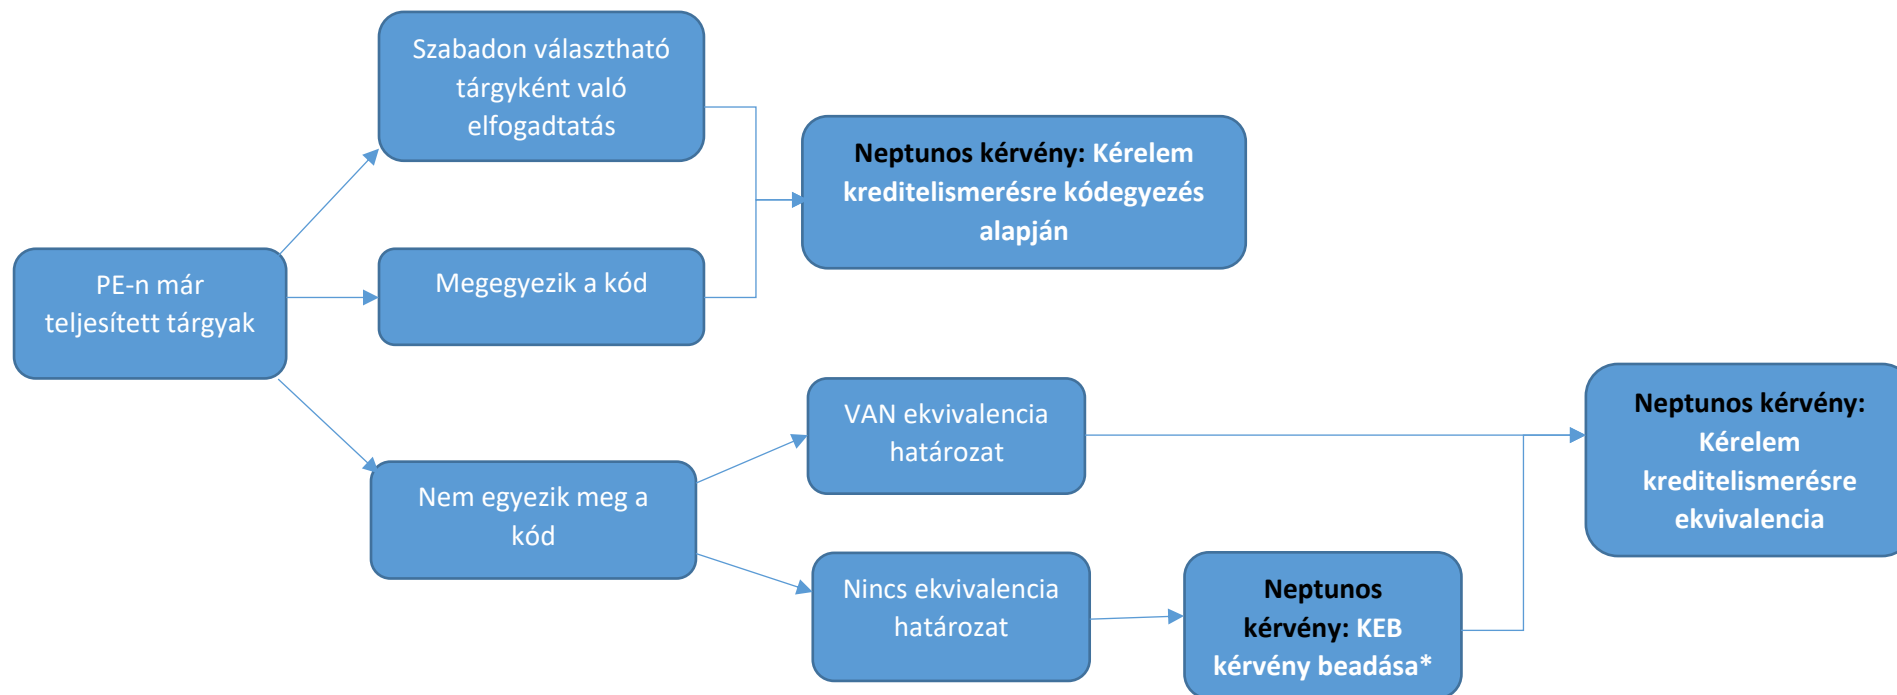 PE-n már
teljesített tárgyak
Szabadon választható
tárgyként való
elfogadtatás
Megegyezik a kód
Neptunos kérvény: Kérelem
kreditelismerésre kódegyezés
alapján
Nem egyezik meg a
kód
VAN ekvivalencia
határozat
Nincs ekvivalencia
határozat
Neptunos
kérvény: KEB
kérvény beadása*
Neptunos kérvény:
Kérelem
kreditelismerésre
ekvivalencia